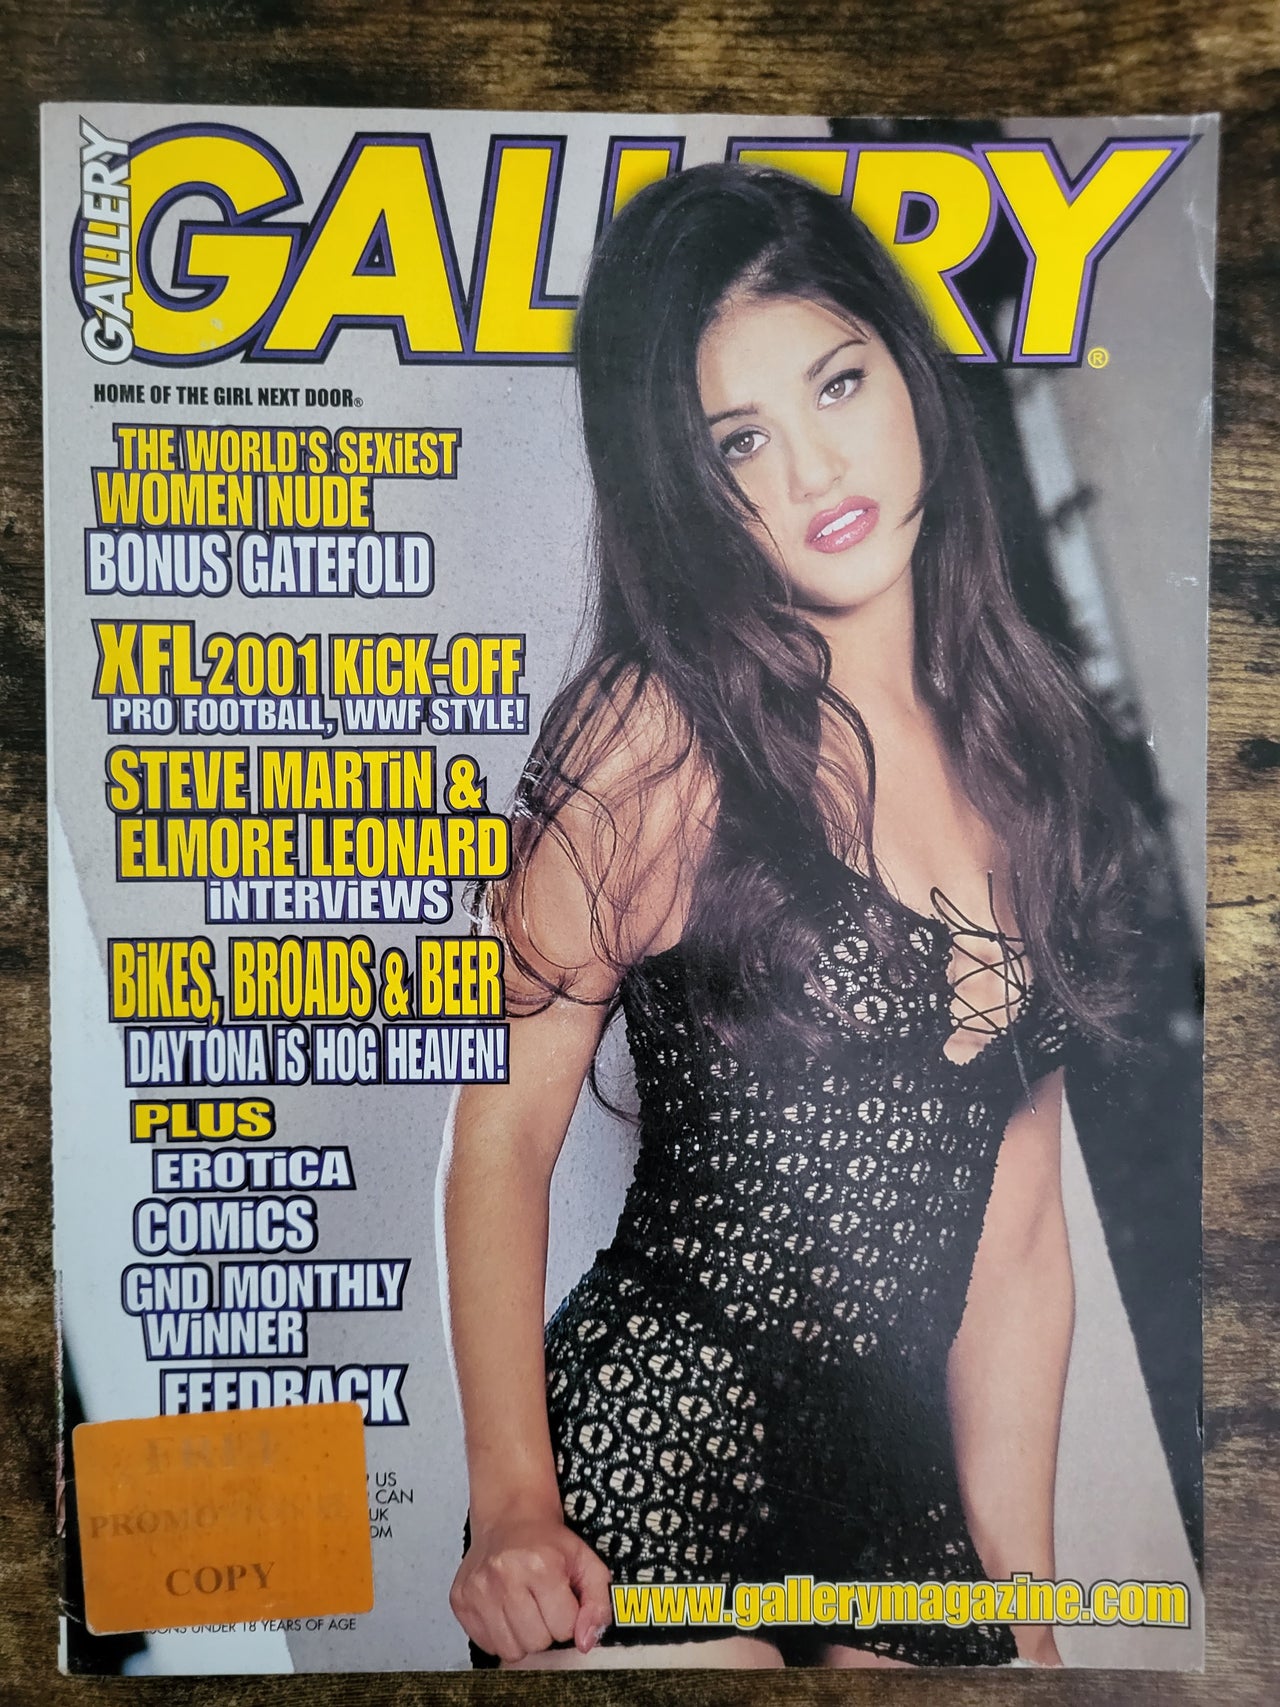 GALLERY
GALLERY®
HOME OF THE GIRL NEXT DOOR®
THE WORLD'S SEXiEST
WOMEN NUDE
BONUS GATEFOLD
XFL 2001 KiCK-OFF
PRO FOOTBALL, WWF STYLE!
STEVE MARTiN &
ELMORE LEONARD
iNTERViEWS
BiKES, BROADS & BEER
DAYTONA iS HOG HEAVEN!
PLUS
EROTiCA
COMiCS
GND MONTHLY
WiNNER
FEEDBACK
FREE
US
CAN
PROMO
UK
COPY
UNDER 18 YEARS OF AGE
www.gallerymagazine.com